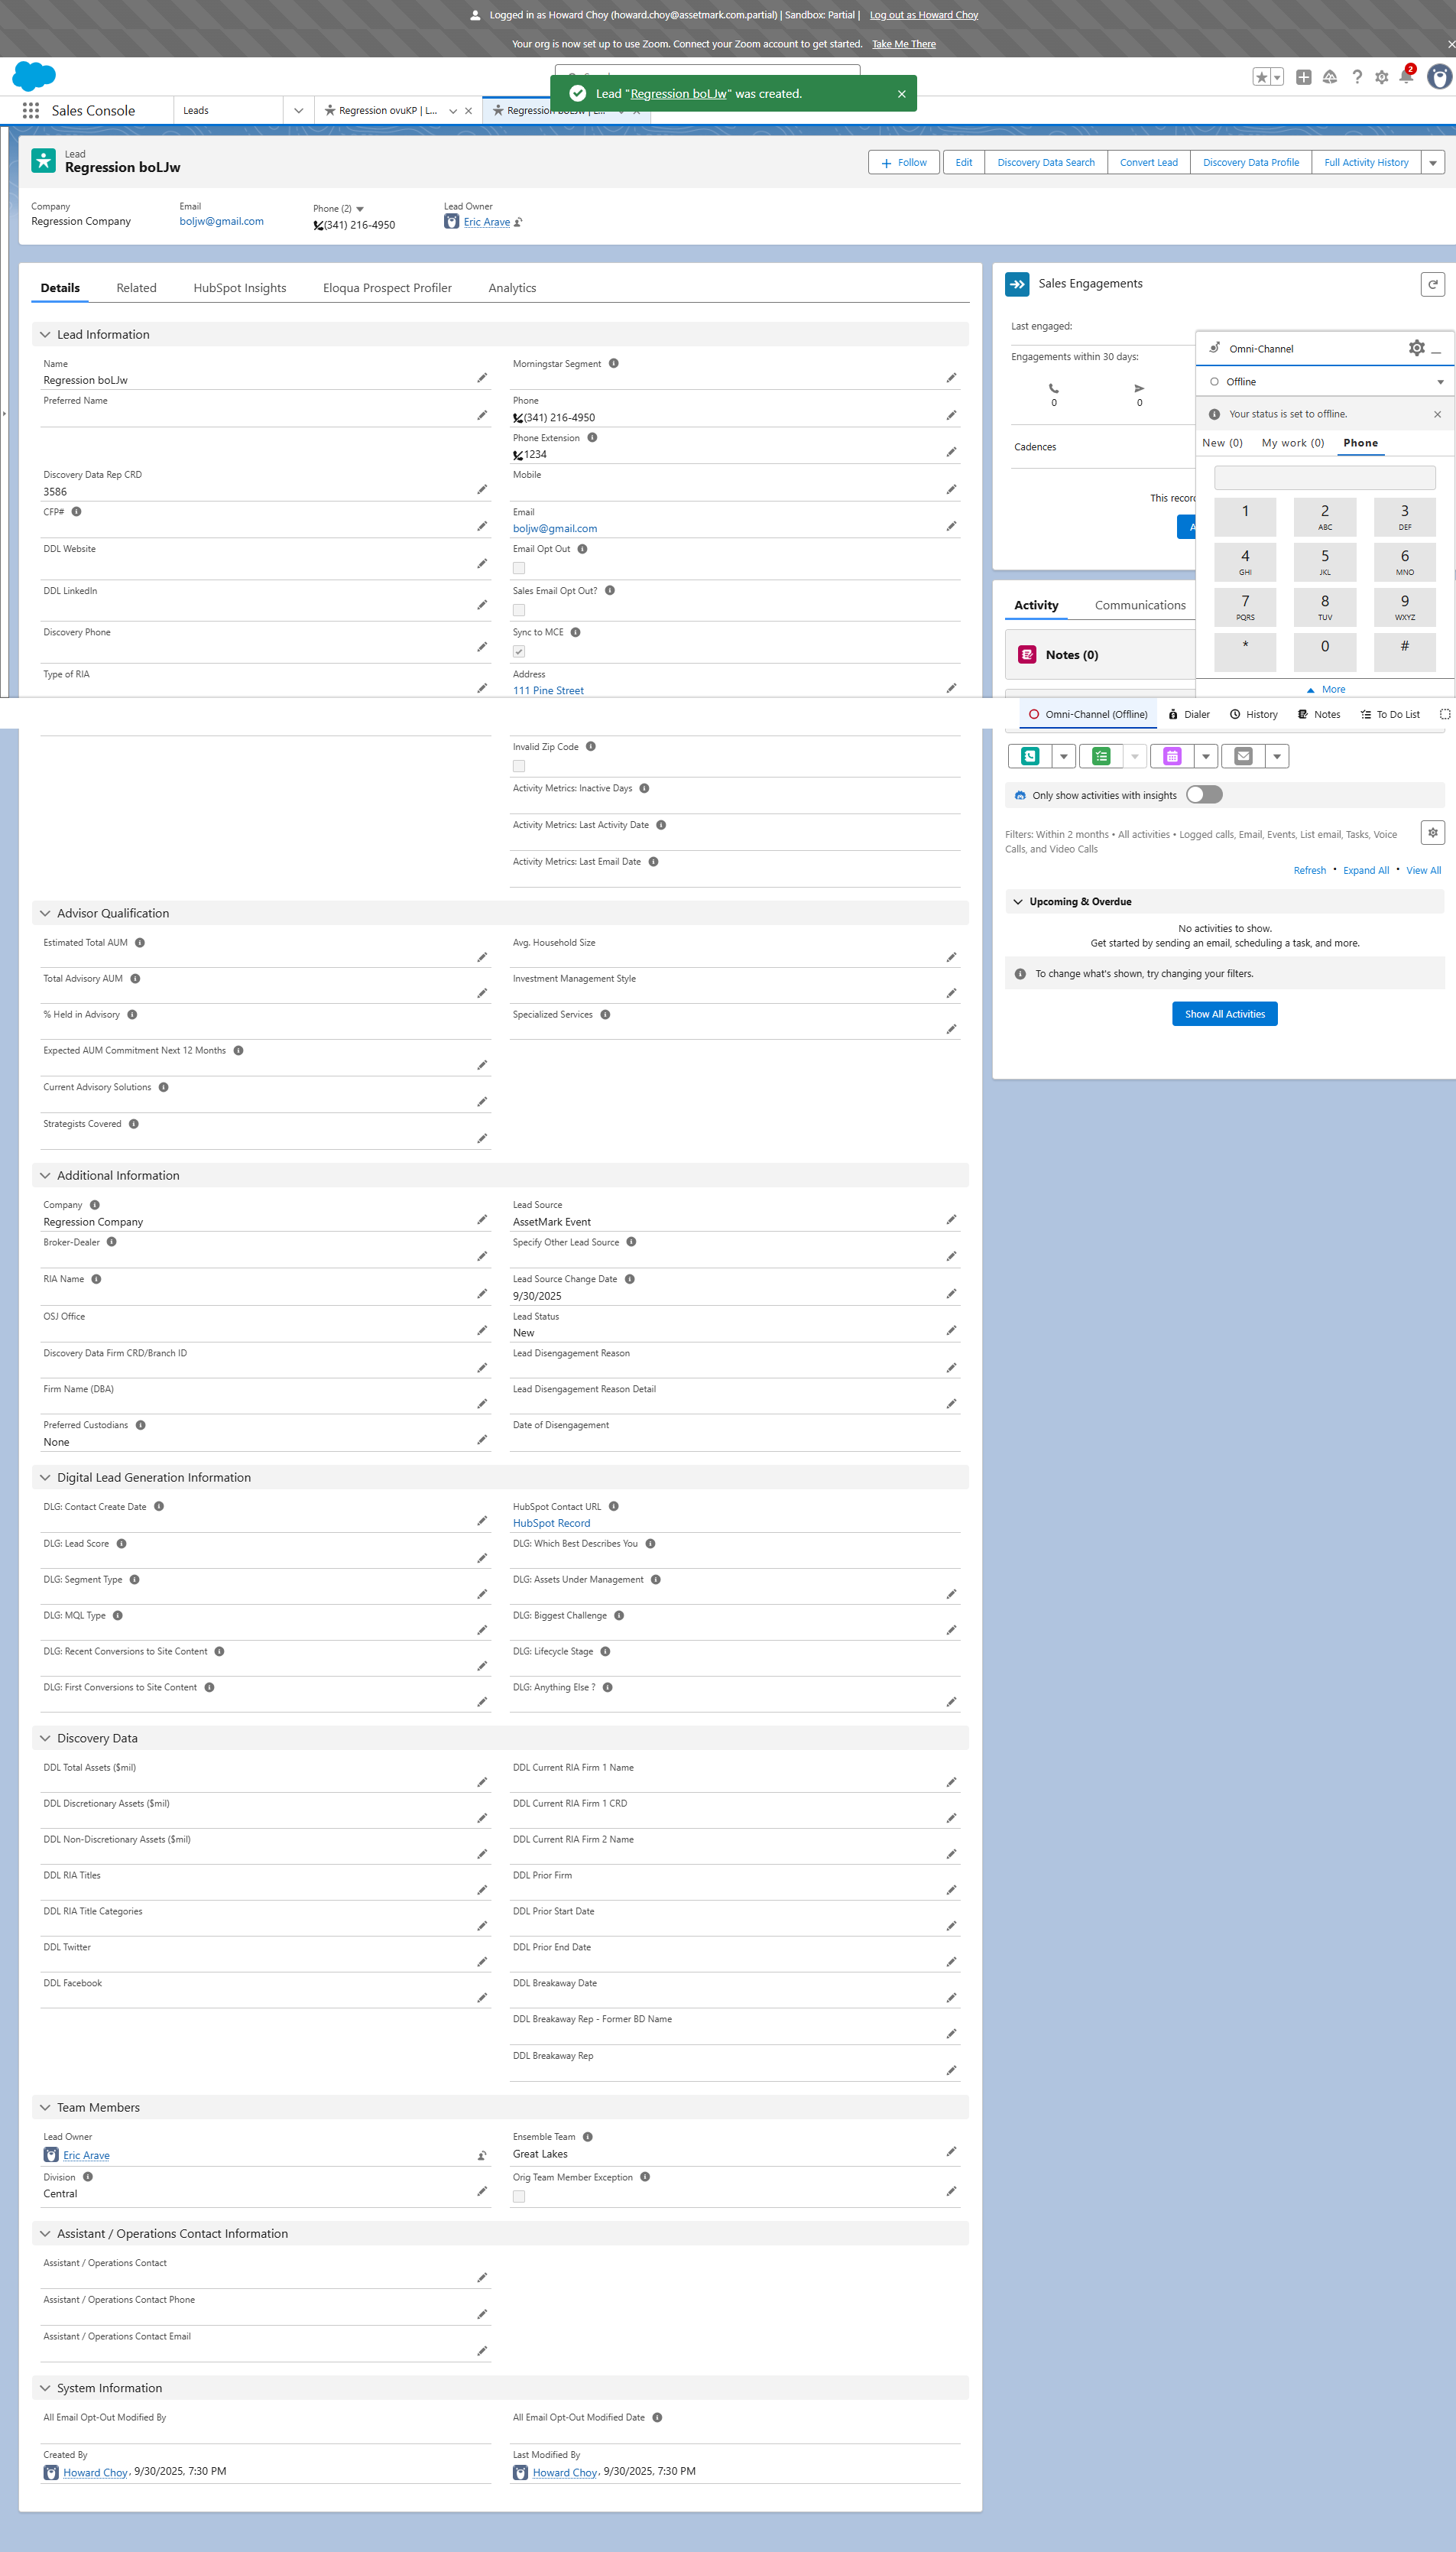 Logged in as Howard Choy (howard.choy@assetmark.com.partial) | Sandbox: Partial | Log out as Howard Choy
Your org is now set up to use Zoom. Connect your Zoom account to get started. Take Me There
Lead "Regression boLJw" was created.
2
Sales Console
Leads
Regression ovuKP | L...
Lead
Regression boLJw
Follow
Edit
Discovery Data Search
Convert Lead
Discovery Data Profile
Full Activity History
Company
Regression Company
Email
boljw@gmail.com
Phone (2)
(341) 216-4950
Lead Owner
Eric Arave
Details
Related
HubSpot Insights
Eloqua Prospect Profiler
Analytics
Lead Information
Name
Regression boLJw
Morningstar Segment
Preferred Name
Phone
(341) 216-4950
Phone Extension
1234
Discovery Data Rep CRD
3586
Mobile
CFP#
Email
boljw@gmail.com
DDL Website
Email Opt Out
DDL LinkedIn
Sales Email Opt Out?
Discovery Phone
Sync to MCE
Type of RIA
Address
111 Pine Street
Invalid Zip Code
Activity Metrics: Inactive Days
Activity Metrics: Last Activity Date
Activity Metrics: Last Email Date
Advisor Qualification
Estimated Total AUM
Avg. Household Size
Total Advisory AUM
Investment Management Style
% Held in Advisory
Specialized Services
Expected AUM Commitment Next 12 Months
Current Advisory Solutions
Strategists Covered
Additional Information
Company
Regression Company
Lead Source
AssetMark Event
Broker-Dealer
Specify Other Lead Source
RIA Name
Lead Source Change Date
9/30/2025
OSJ Office
Lead Status
New
Discovery Data Firm CRD/Branch ID
Lead Disengagement Reason
Firm Name (DBA)
Lead Disengagement Reason Detail
Preferred Custodians
None
Date of Disengagement
Digital Lead Generation Information
DLG: Contact Create Date
HubSpot Contact URL
HubSpot Record
DLG: Lead Score
DLG: Which Best Describes You
DLG: Segment Type
DLG: Assets Under Management
DLG: MQL Type
DLG: Biggest Challenge
DLG: Recent Conversions to Site Content
DLG: Lifecycle Stage
DLG: First Conversions to Site Content
DLG: Anything Else ?
Discovery Data
DDL Total Assets ($mil)
DDL Current RIA Firm 1 Name
DDL Discretionary Assets ($mil)
DDL Current RIA Firm 1 CRD
DDL Non-Discretionary Assets ($mil)
DDL Current RIA Firm 2 Name
DDL RIA Titles
DDL Prior Firm
DDL RIA Title Categories
DDL Prior Start Date
DDL Twitter
DDL Prior End Date
DDL Facebook
DDL Breakaway Date
DDL Breakaway Rep - Former BD Name
DDL Breakaway Rep
Team Members
Lead Owner
Eric Arave
Ensemble Team
Great Lakes
Division
Central
Orig Team Member Exception
Assistant / Operations Contact Information
Assistant / Operations Contact
Assistant / Operations Contact Phone
Assistant / Operations Contact Email
System Information
All Email Opt-Out Modified By
All Email Opt-Out Modified Date
Created By
Howard Choy, 9/30/2025, 7:30 PM
Last Modified By
Howard Choy, 9/30/2025, 7:30 PM
Sales Engagements
Last engaged:
Engagements within 30 days:
0
0
Cadences
This recor
A
Omni-Channel
Offline
Your status is set to offline.
New (0)
My work (0)
Phone
1
2
ABC
3
DEF
4
GHI
5
JKL
6
MNO
7
PQRS
8
TUV
9
WXYZ
*
0
#
More
Activity
Communications
Notes (0)
Omni-Channel (Offline)
Dialer
History
Notes
To Do List
Only show activities with insights
Filters: Within 2 months • All activities • Logged calls, Email, Events, List email, Tasks, Voice
Calls, and Video Calls
Refresh • Expand All • View All
Upcoming & Overdue
No activities to show.
Get started by sending an email, scheduling a task, and more.
To change what's shown, try changing your filters.
Show All Activities